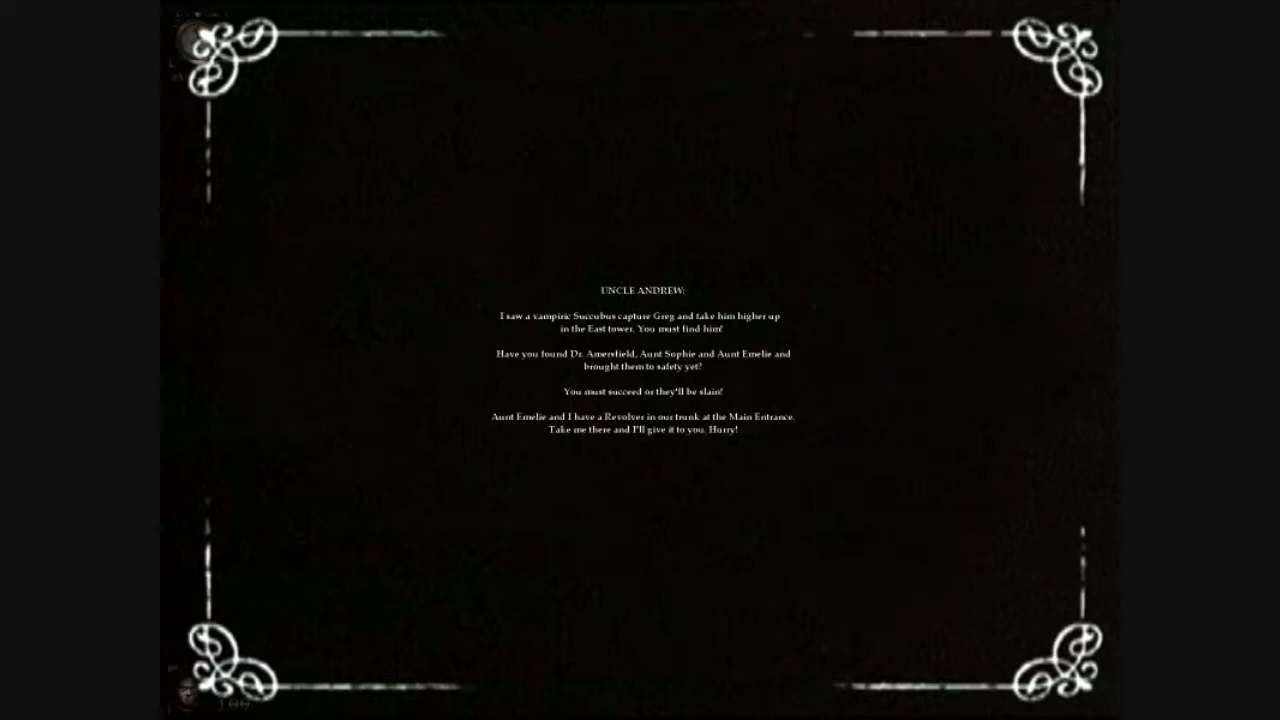 UNCLE ANDREW:
I saw a vampiric Succubus capture Greg and take him higher up
in the East tower. You must find him!
Have you found Dr. Amersfield, Aunt Sophie and Aunt Emelie and
brought them to safety yet?
You must succeed or they'll be slain!
Aunt Emelie and I have a Revolver in our trunk at the Main Entrance.
Take me there and I'll give it to you. Hurry!
100